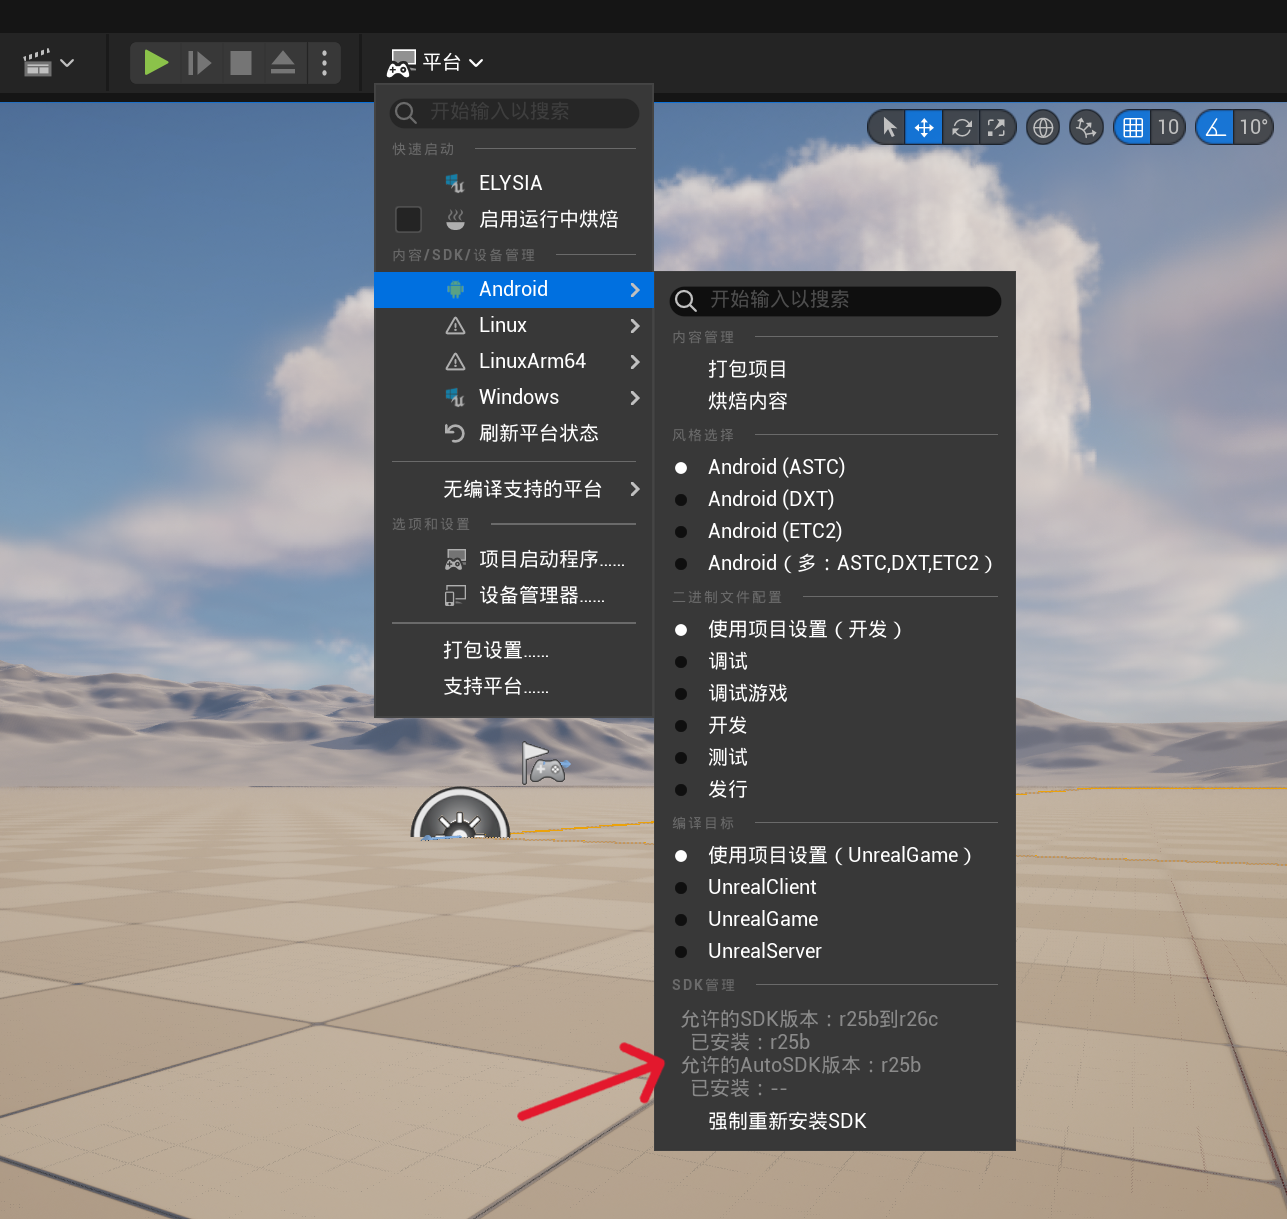 平台
10
10°
开始输入以搜索
快速启动
ELYSIA
启用运行中烘焙
内容/SDK/设备管理
Android
Linux
LinuxArm64
Windows
刷新平台状态
无编译支持的平台
选项和设置
项目启动程序……
设备管理器……
打包设置……
支持平台……
开始输入以搜索
内容管理
打包项目
烘焙内容
风格选择
Android (ASTC)
Android (DXT)
Android (ETC2)
Android（多：ASTC,DXT,ETC2）
二进制文件配置
使用项目设置（开发）
调试
调试游戏
开发
测试
发行
编译目标
使用项目设置（UnrealGame）
UnrealClient
UnrealGame
UnrealServer
SDK管理
允许的SDK版本：r25b到r26c
已安装：r25b
允许的AutoSDK版本：r25b
已安装：--
强制重新安装SDK